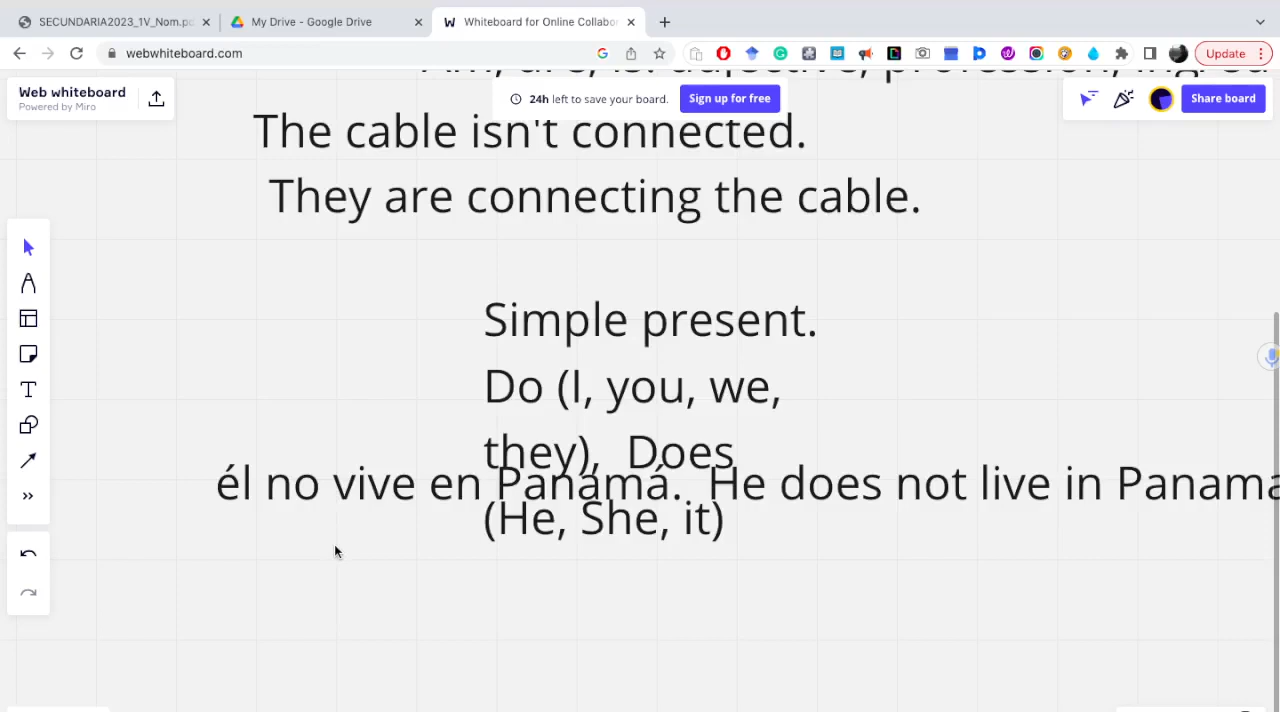 SECUNDARIA2023_1V_Nom.pd
My Drive - Google Drive
Whiteboard for Online Collabor
webwhiteboard.com
Update
Web whiteboard
Powered by Miro
24h left to save your board.
Sign up for free
Share board
The cable isn't connected.
They are connecting the cable.
Simple present.
Do (I, you, we,
they), Does
él no vive en Panamá. He does not live in Panama
(He, She, it)